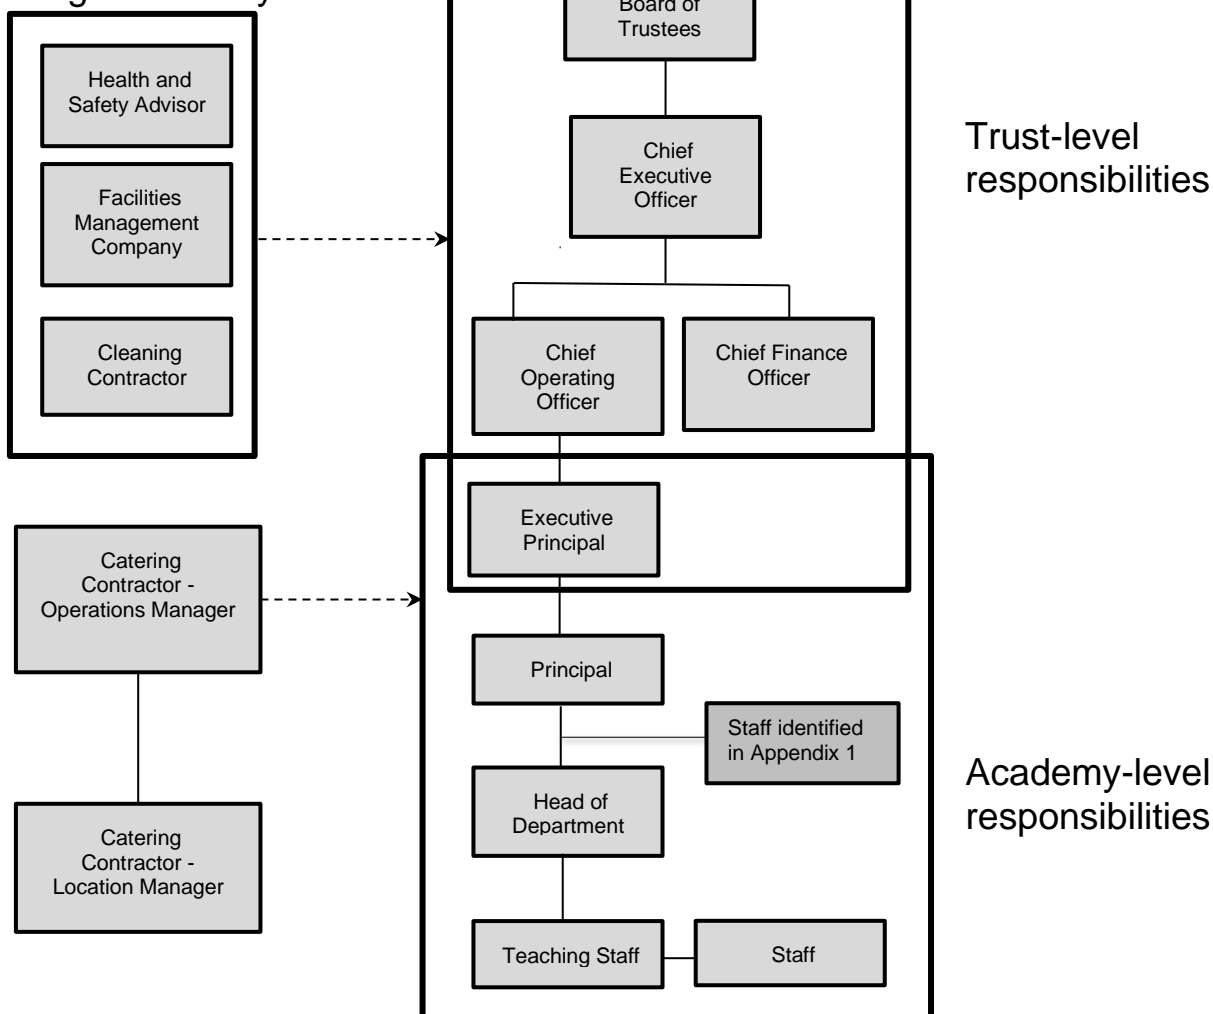 Board of
Trustees
Health and
Safety Advisor
Facilities
Management
Company
Cleaning
Contractor
Chief
Executive
Officer
Trust-level
responsibilities
Chief
Operating
Officer
Chief Finance
Officer
Executive
Principal
Catering
Contractor -
Operations Manager
Principal
Staff identified
in Appendix 1
Head of
Department
Academy-level
responsibilities
Catering
Contractor -
Location Manager
Teaching Staff
Staff